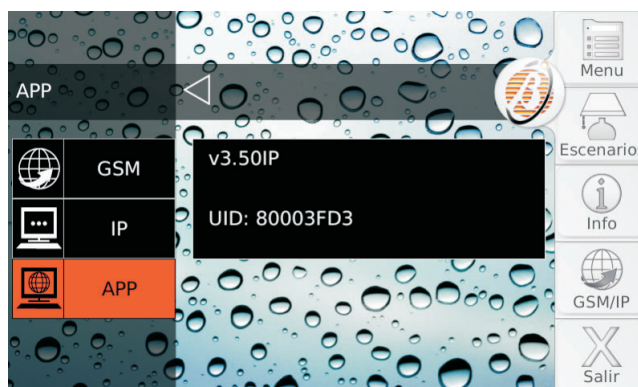 APP
GSM
IP
APP
v3.50IP
UID: 80003FD3
Menu
Escenario
Info
GSM/IP
Salir